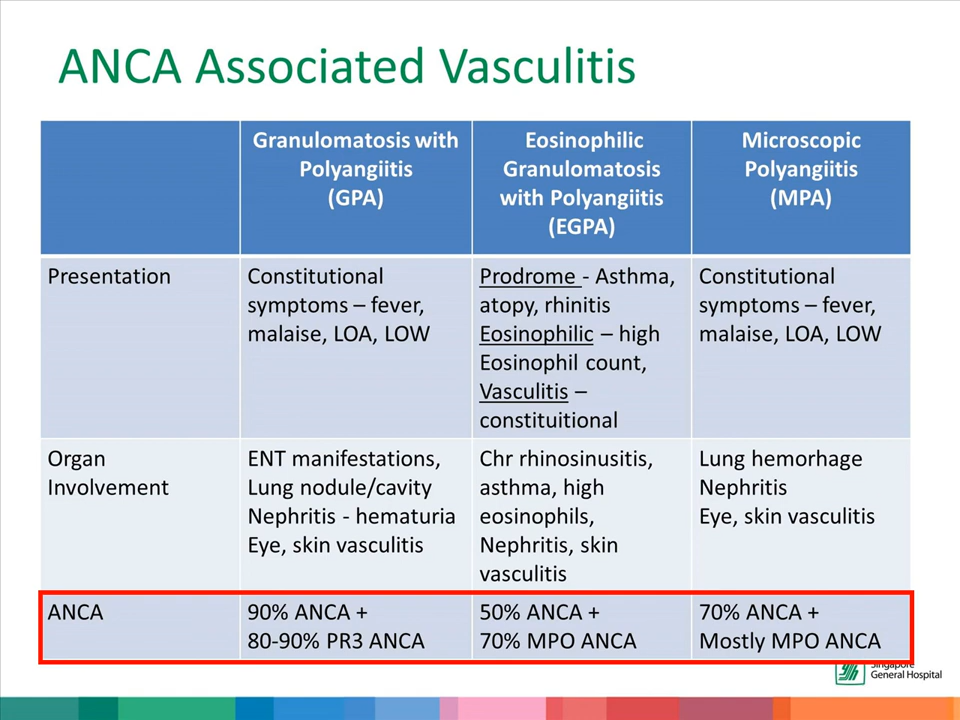 ANCA Associated Vasculitis
Granulomatosis with
Polyangiitis
(GPA)
Eosinophilic
Granulomatosis
with Polyangiitis
(EGPA)
Microscopic
Polyangiitis
(MPA)
Presentation
Constitutional
symptoms – fever,
malaise, LOA, LOW
Prodrome - Asthma,
atopy, rhinitis
Eosinophilic – high
Eosinophil count,
Vasculitis –
constituitional
Constitutional
symptoms – fever,
malaise, LOA, LOW
Organ
Involvement
ENT manifestations,
Lung nodule/cavity
Nephritis - hematuria
Eye, skin vasculitis
Chr rhinosinusitis,
asthma, high
eosinophils,
Nephritis, skin
vasculitis
Lung hemorhage
Nephritis
Eye, skin vasculitis
ANCA
90% ANCA +
80-90% PR3 ANCA
50% ANCA +
70% MPO ANCA
70% ANCA +
Mostly MPO ANCA
Singapore
General Hospital